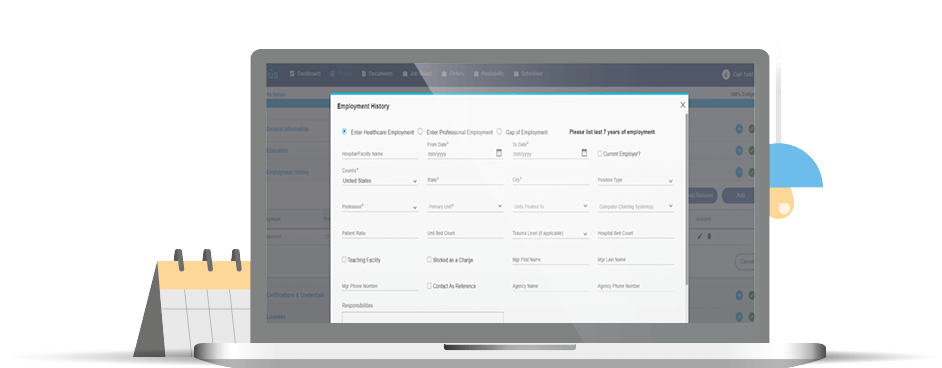 us Dashboard Profile Documents Job Board Orders Availability Schedules
Employment History X
Enter Healthcare Employment Enter Professional Employment Gap of Employment Please list last 7 years of employment
From Date* To Date*
Hospital/Facility Name mm/yyyy mm/yyyy Current Employer?
Country*
United States State* City* Position Type
Profession* Primary Unit* Units Floated To Computer Charting System(s)
Patient Ratio Unit Bed Count Trauma Level (if applicable) Hospital Bed Count
Teaching Facility Worked as a Charge Mgr First Name Mgr Last Name
Mgr Phone Number Contact As Reference Agency Name Agency Phone Number
Responsibilities
General Information
Education
Employment History
Add
Certifications & Credentials
Licenses